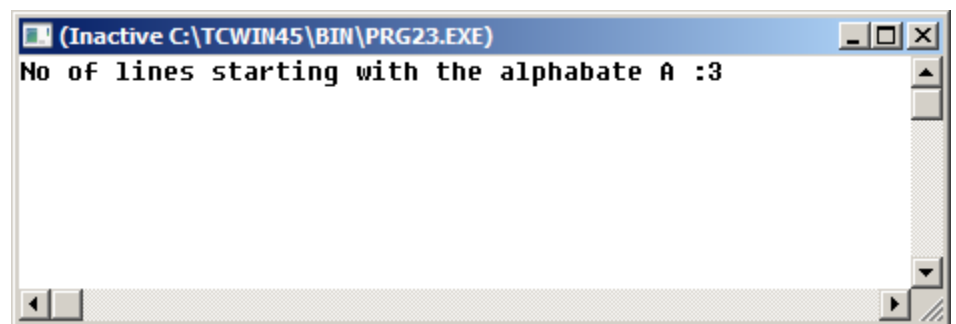 (Inactive C:\TCWIN45\BIN\PRG23.EXE)
No of lines starting with the alphabate A :3